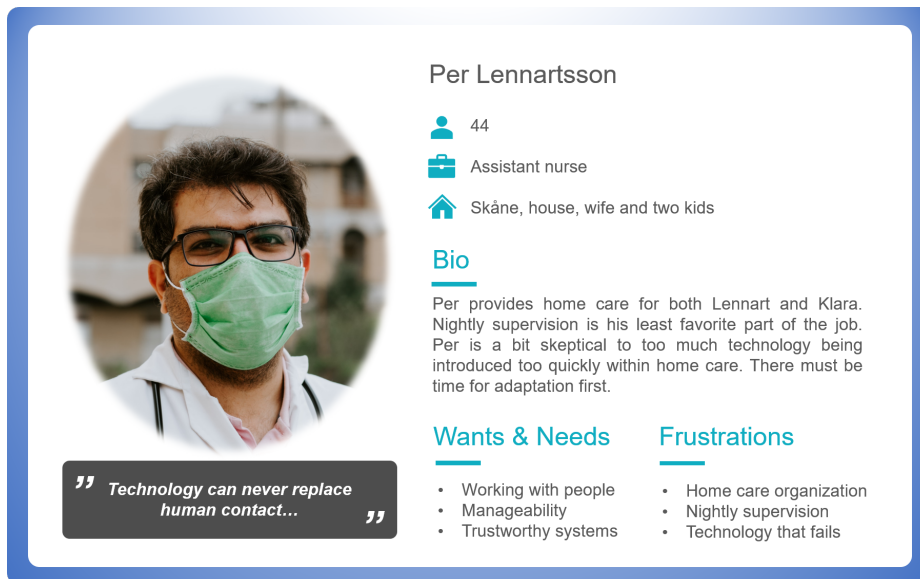 Per Lennartsson
44
Assistant nurse
Skåne, house, wife and two kids
Bio
Per provides home care for both Lennart and Klara.
Nightly supervision is his least favorite part of the job.
Per is a bit skeptical to too much technology being
introduced too quickly within home care. There must be
time for adaptation first.
Wants & Needs
• Working with people
• Manageability
• Trustworthy systems
Frustrations
• Home care organization
• Nightly supervision
• Technology that fails
” Technology can never replace
human contact… ”